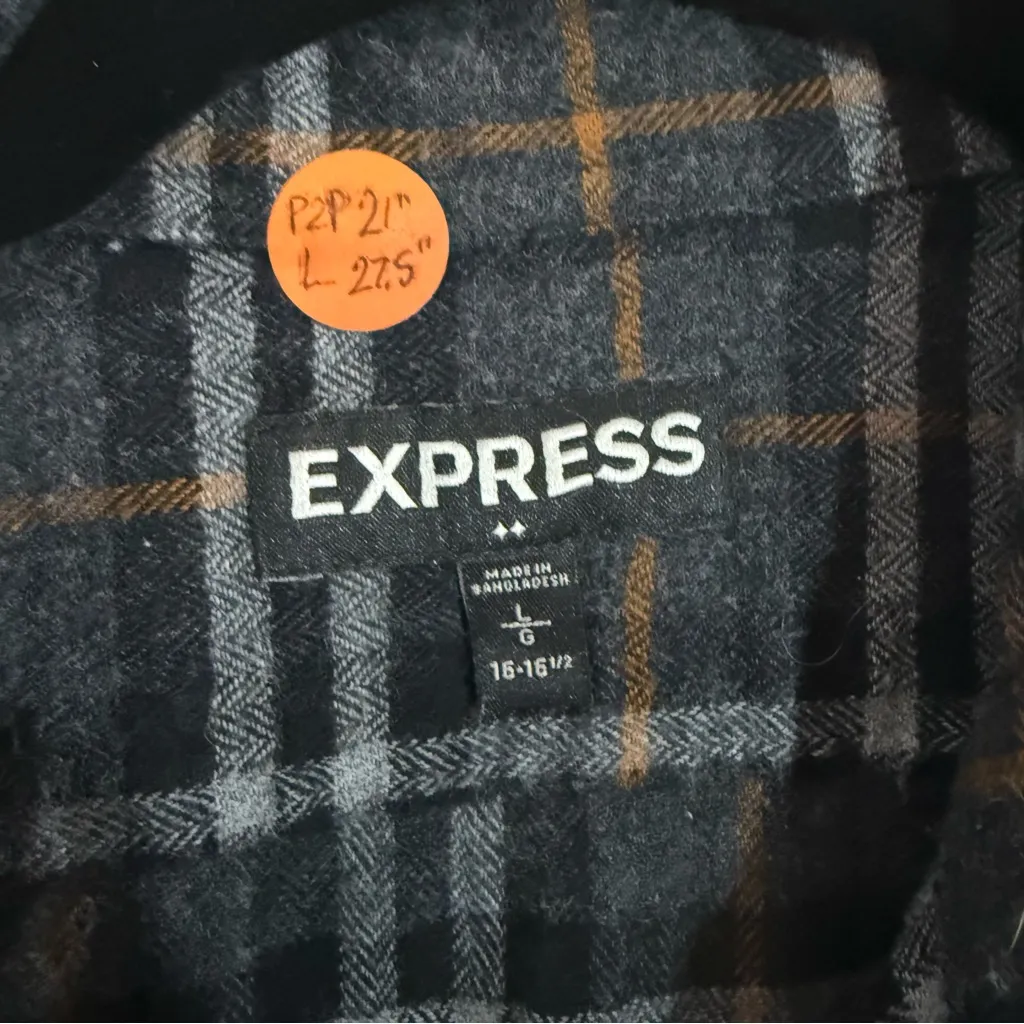 P2P 21"
L 27.5"
EXPRESS
MADE IN
BANGLADESH
L
G
16-16 1/2